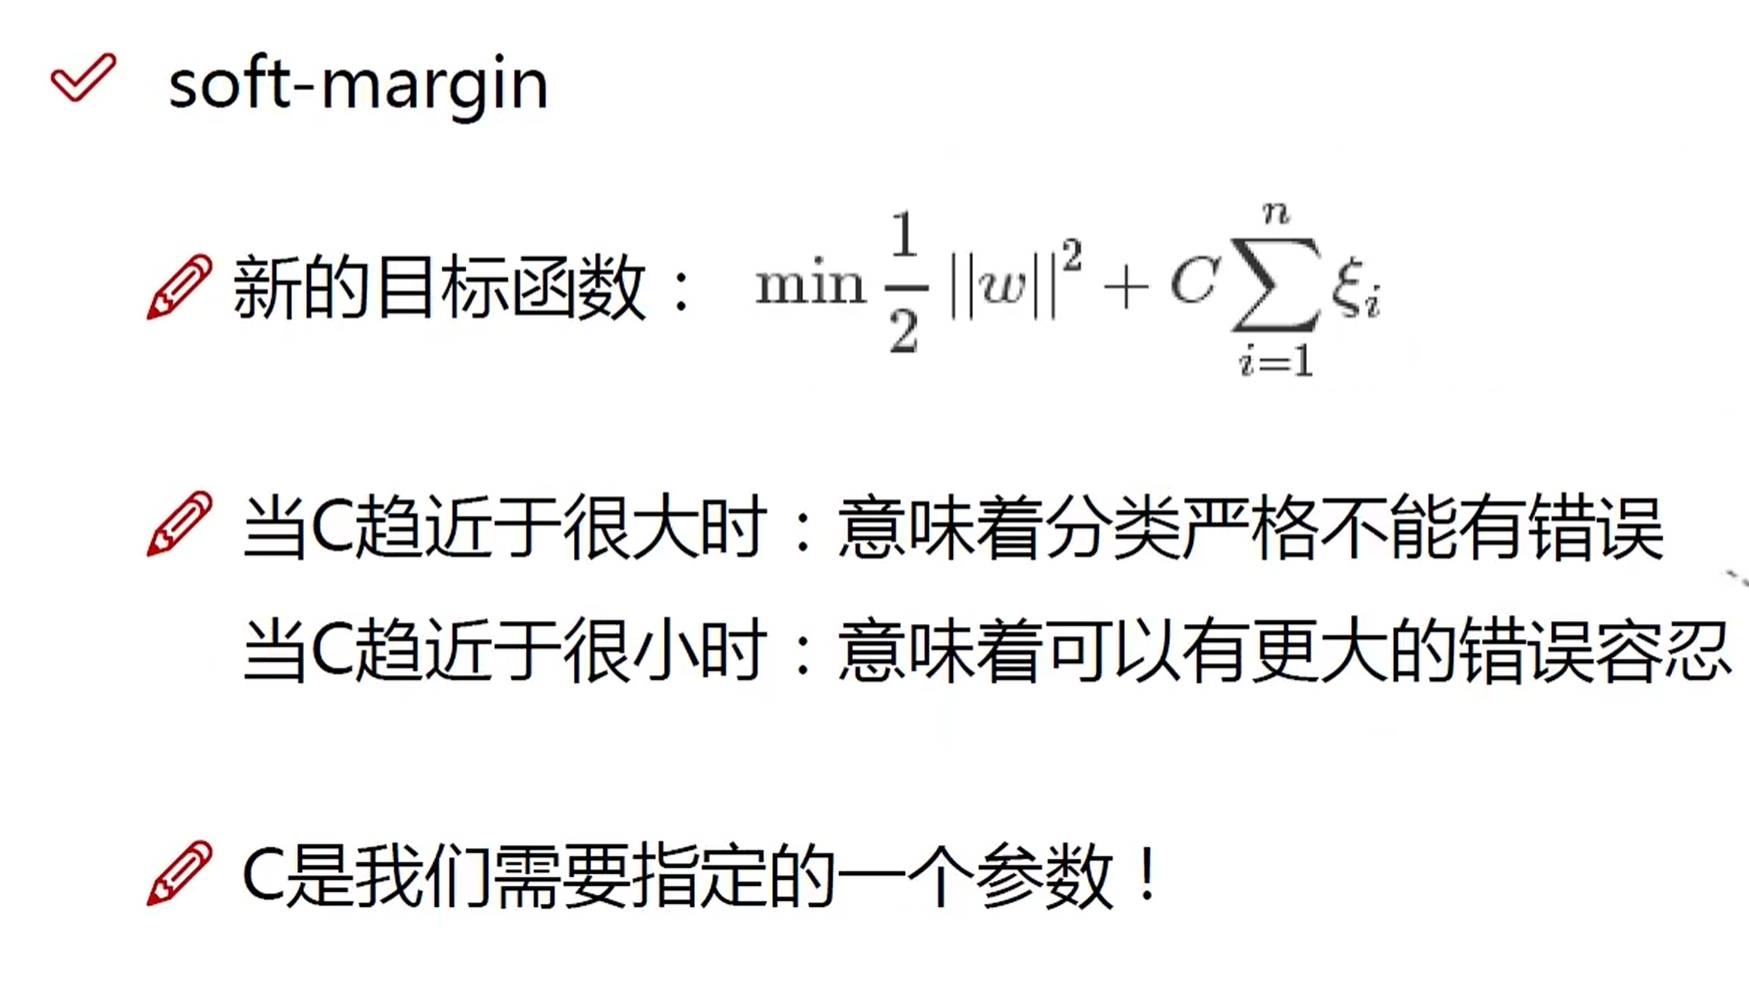 soft-margin
新的目标函数： min 1/2 ||w||² + C∑ⁿᵢ₌₁ ξᵢ
当C趋近于很大时：意味着分类严格不能有错误
当C趋近于很小时：意味着可以有更大的错误容忍
C是我们需要指定的一个参数！